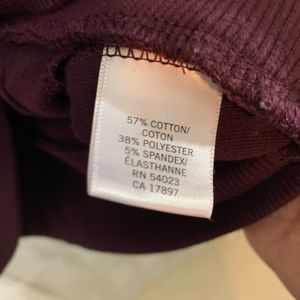 57% COTTON/
COTON
38% POLYESTER
5% SPANDEX/
ÉLASTHANNE
RN 54023
CA 17897